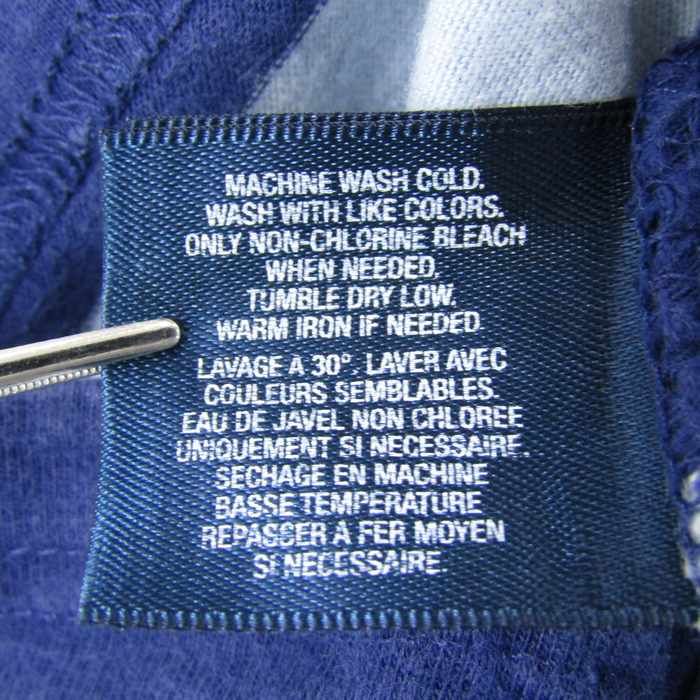 MACHINE WASH COLD.
WASH WITH LIKE COLORS.
ONLY NON-CHLORINE BLEACH
WHEN NEEDED.
TUMBLE DRY LOW.
WARM IRON IF NEEDED
LAVAGE A 30°. LAVER AVEC
COULEURS SEMBLABLES.
EAU DE JAVEL NON CHLOREE
UNIQUEMENT SI NECESSAIRE.
SECHAGE EN MACHINE
BASSE TEMPERATURE
REPASSER A FER MOYEN
SI NECESSAIRE.